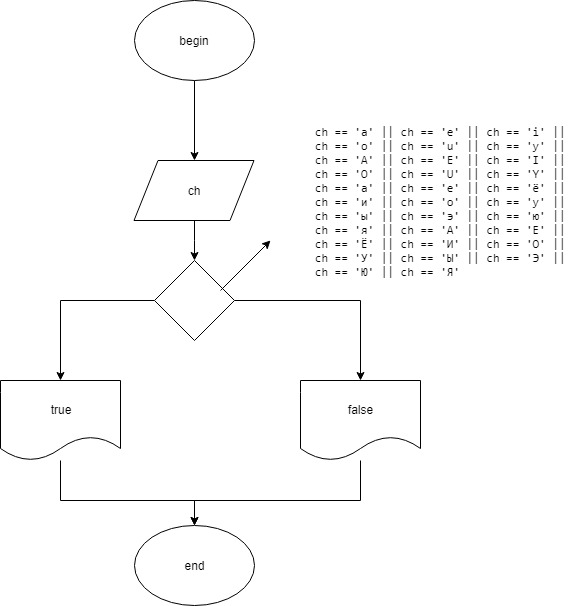 begin
ch == 'a' || ch == 'e' || ch == 'i' ||
ch == 'o' || ch == 'u' || ch == 'y' ||
ch == 'A' || ch == 'E' || ch == 'I' ||
ch == 'O' || ch == 'U' || ch == 'Y' ||
ch == 'а' || ch == 'е' || ch == 'ё' ||
ch == 'и' || ch == 'о' || ch == 'у' ||
ch == 'ы' || ch == 'э' || ch == 'ю' ||
ch == 'я' || ch == 'А' || ch == 'Е' ||
ch == 'Ё' || ch == 'И' || ch == 'О' ||
ch == 'У' || ch == 'Ы' || ch == 'Э' ||
ch == 'Ю' || ch == 'Я'
ch
true
false
end